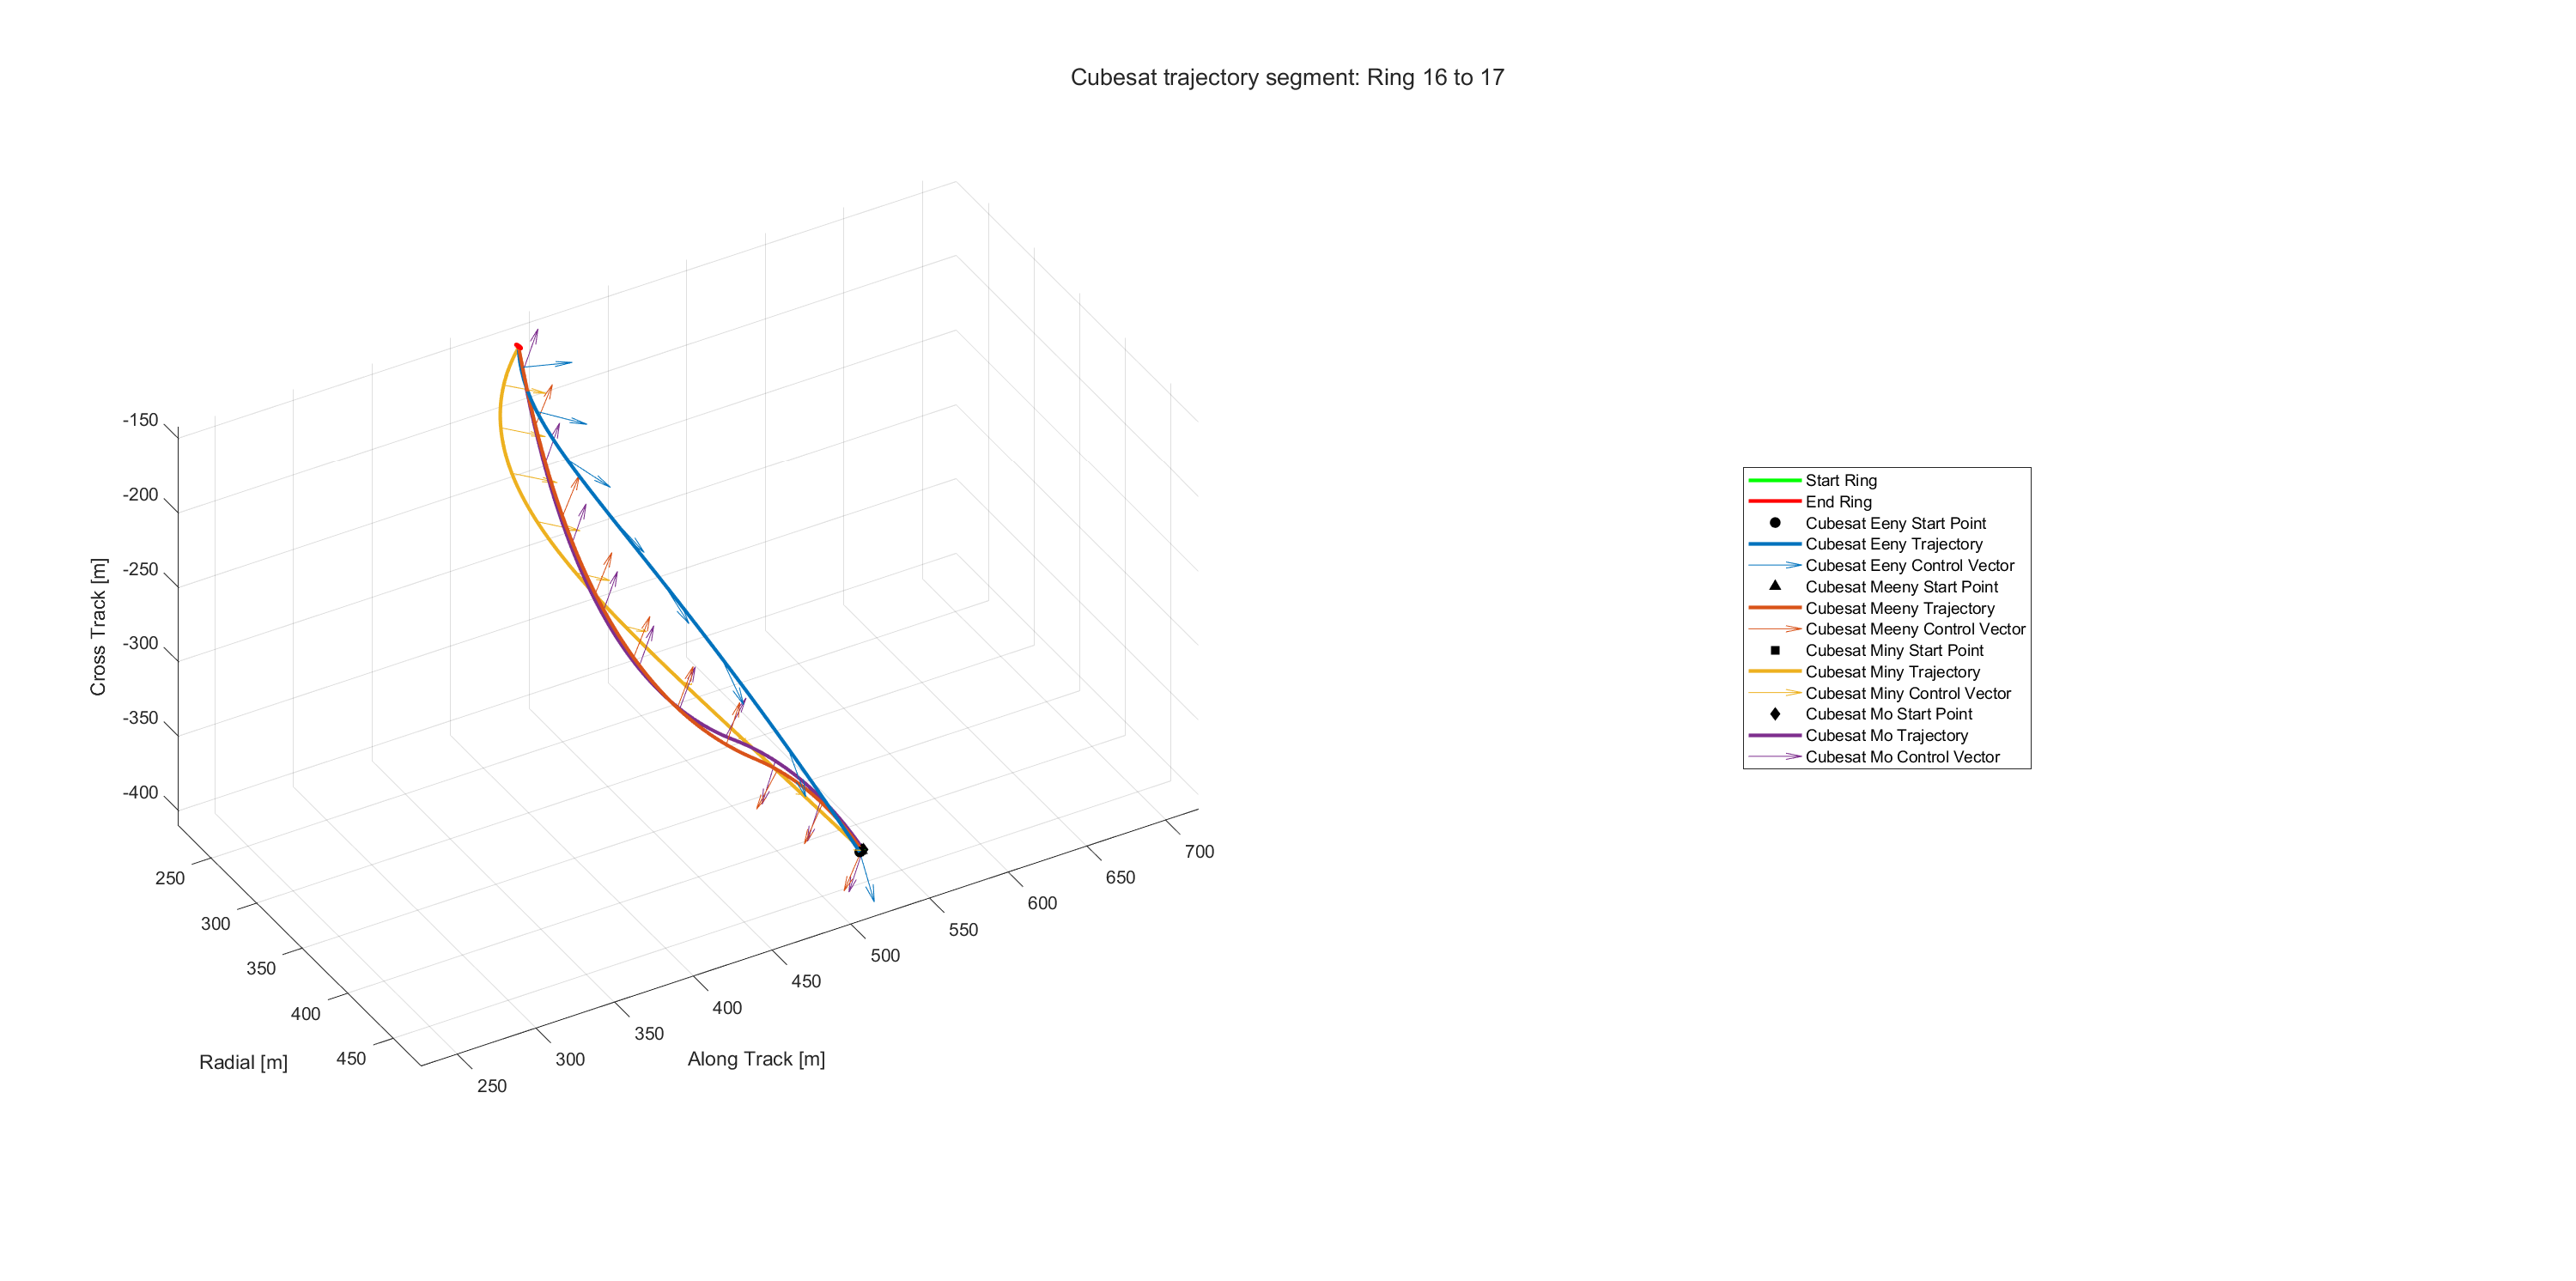 Cubesat trajectory segment: Ring 16 to 17
-150
-200
-250
-300
-350
-400
Cross Track [m]
250
300
350
400
450
Radial [m]
250
300
350
400
450
500
550
600
650
700
Along Track [m]
Start Ring
End Ring
Cubesat Eeny Start Point
Cubesat Eeny Trajectory
Cubesat Eeny Control Vector
Cubesat Meeny Start Point
Cubesat Meeny Trajectory
Cubesat Meeny Control Vector
Cubesat Miny Start Point
Cubesat Miny Trajectory
Cubesat Miny Control Vector
Cubesat Mo Start Point
Cubesat Mo Trajectory
Cubesat Mo Control Vector